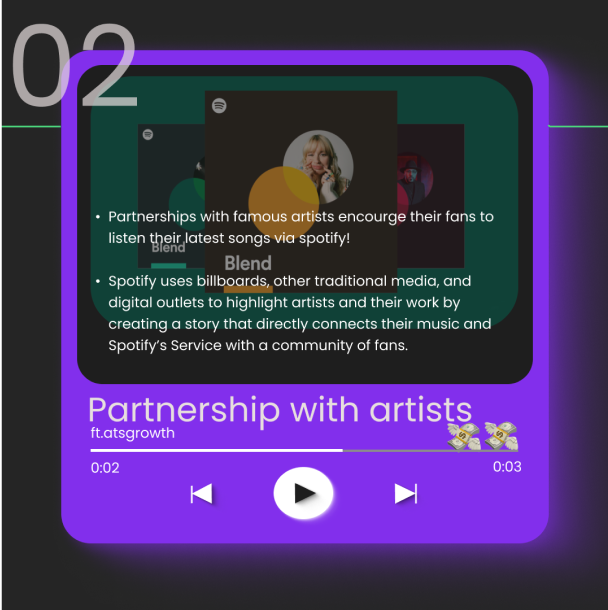 02
• Partnerships with famous artists encourge their fans to
listen their latest songs via spotify!
Blend
Blend
• Spotify uses billboards, other traditional media, and
digital outlets to highlight artists and their work by
creating a story that directly connects their music and
Spotify’s Service with a community of fans.
Partnership with artists
ft.atsgrowth
0:02
0:03